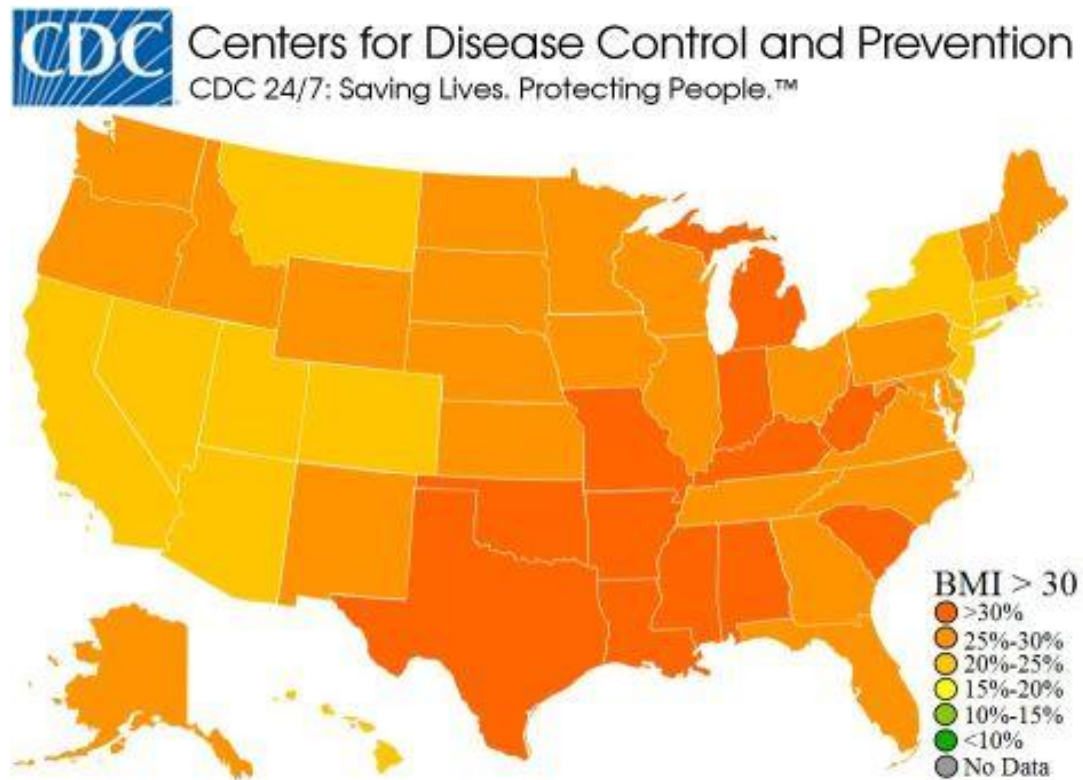 CDC
Centers for Disease Control and Prevention
CDC 24/7: Saving Lives. Protecting People.™
BMI > 30
>30%
25%-30%
20%-25%
15%-20%
10%-15%
<10%
No Data